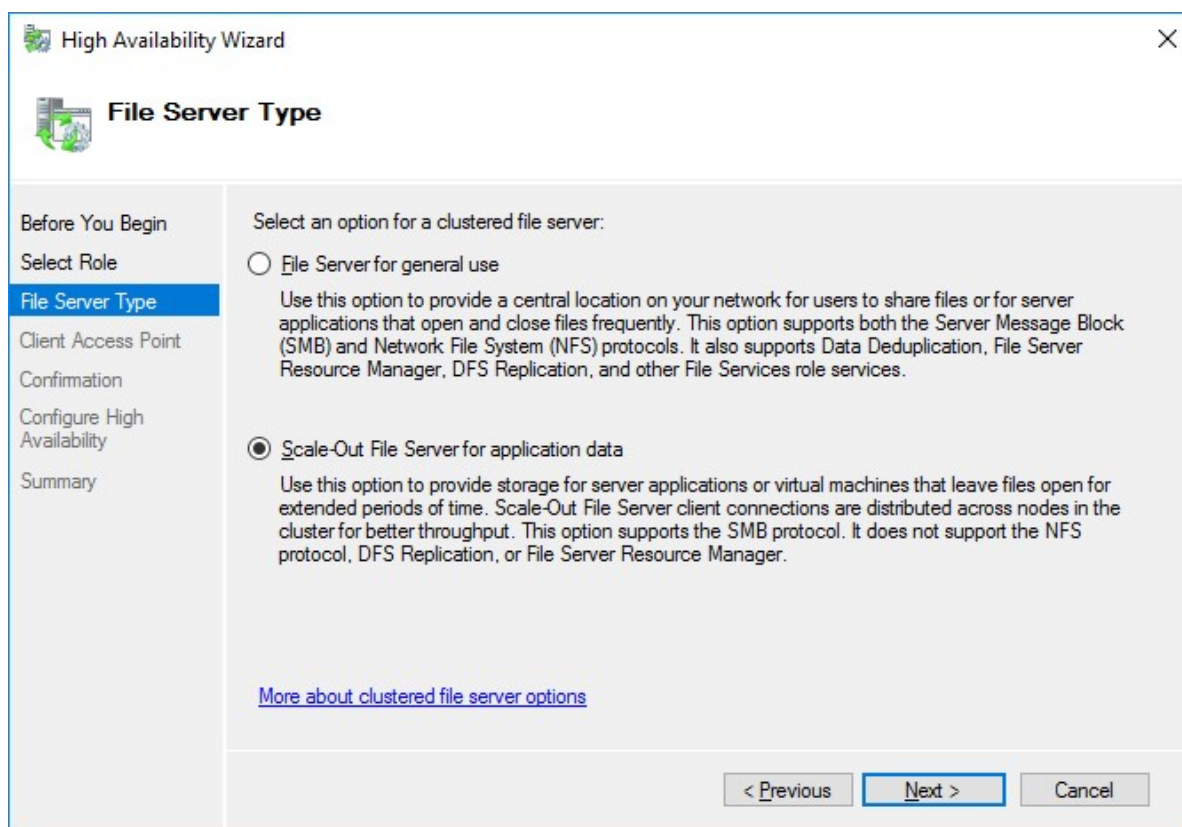 High Availability Wizard
File Server Type
Before You Begin
Select Role
File Server Type
Client Access Point
Confirmation
Configure High
Availability
Summary
Select an option for a clustered file server:
File Server for general use
Use this option to provide a central location on your network for users to share files or for server
applications that open and close files frequently. This option supports both the Server Message Block
(SMB) and Network File System (NFS) protocols. It also supports Data Deduplication, File Server
Resource Manager, DFS Replication, and other File Services role services.
Scale-Out File Server for application data
Use this option to provide storage for server applications or virtual machines that leave files open for
extended periods of time. Scale-Out File Server client connections are distributed across nodes in the
cluster for better throughput. This option supports the SMB protocol. It does not support the NFS
protocol, DFS Replication, or File Server Resource Manager.
More about clustered file server options
< Previous
Next >
Cancel